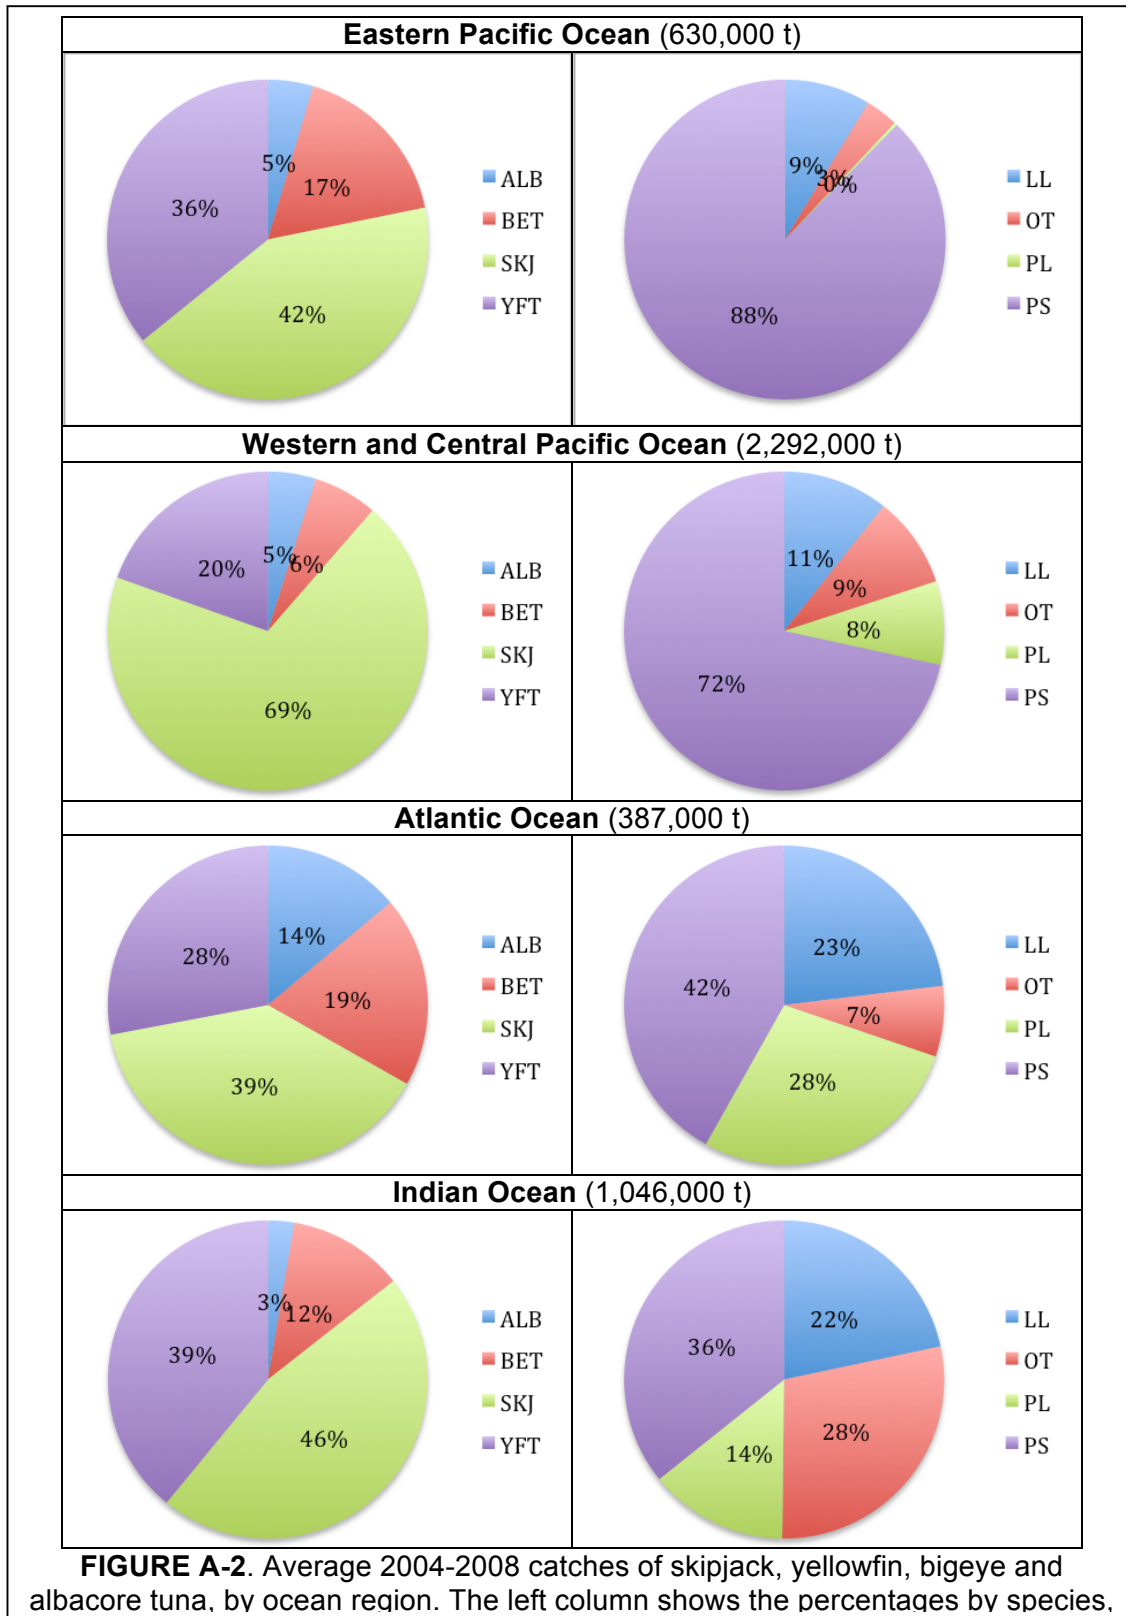 Eastern Pacific Ocean (630,000 t)
5%
17%
36%
42%
ALB
BET
SKJ
YFT
9%
3%
0%
88%
LL
OT
PL
PS
Western and Central Pacific Ocean (2,292,000 t)
5%
6%
20%
69%
ALB
BET
SKJ
YFT
11%
9%
8%
72%
LL
OT
PL
PS
Atlantic Ocean (387,000 t)
14%
19%
28%
39%
ALB
BET
SKJ
YFT
23%
7%
42%
28%
LL
OT
PL
PS
Indian Ocean (1,046,000 t)
3%
12%
39%
46%
ALB
BET
SKJ
YFT
22%
36%
28%
14%
LL
OT
PL
PS
FIGURE A-2. Average 2004-2008 catches of skipjack, yellowfin, bigeye and
albacore tuna, by ocean region. The left column shows the percentages by species,